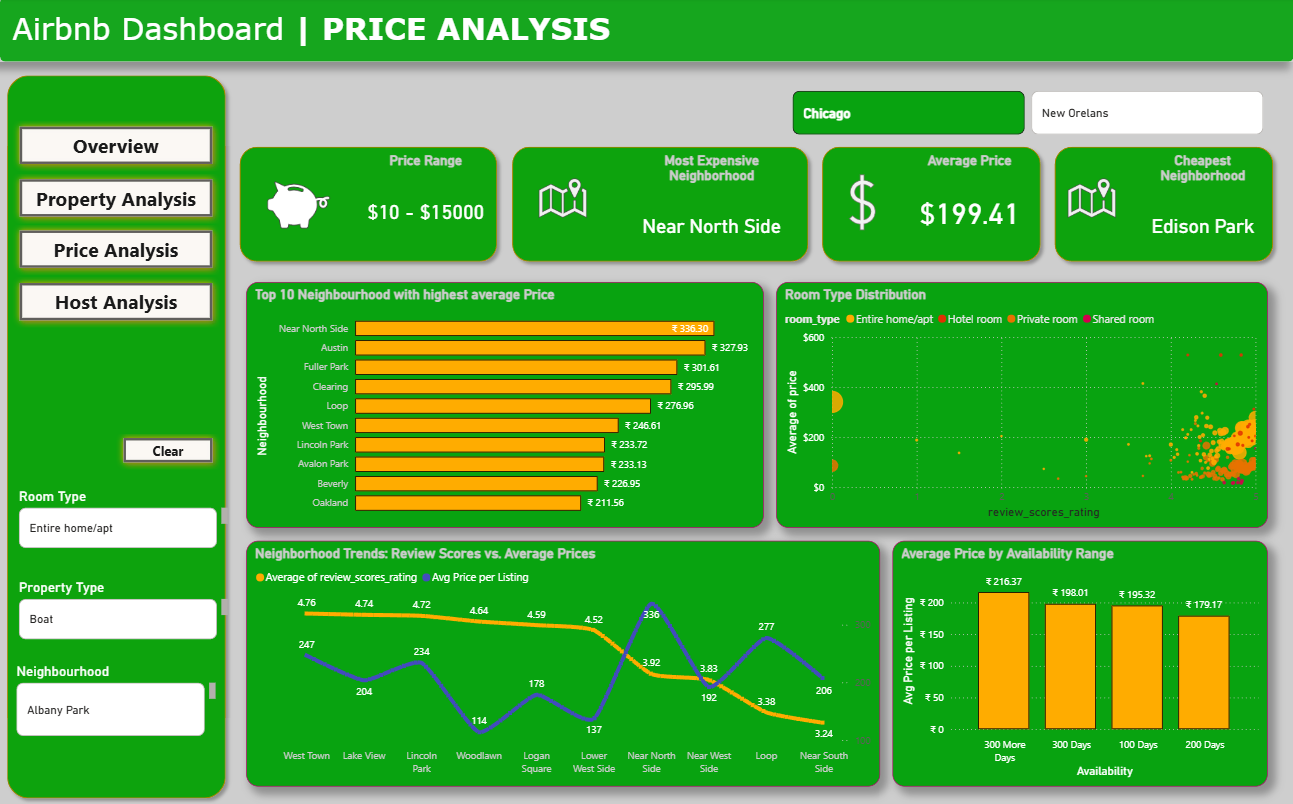 Airbnb Dashboard | PRICE ANALYSIS
Overview
Property Analysis
Price Analysis
Host Analysis
Clear
Room Type
Entire home/apt
Property Type
Boat
Neighbourhood
Albany Park
Chicago
New Orelans
Price Range
$10 - $15000
Most Expensive
Neighborhood
Near North Side
Average Price
$199.41
Cheapest
Neighborhood
Edison Park
Top 10 Neighbourhood with highest average Price
Neighbourhood
Near North Side ₹ 336.30
Austin ₹ 327.93
Fuller Park ₹ 301.61
Clearing ₹ 295.99
Loop ₹ 276.96
West Town ₹ 246.61
Lincoln Park ₹ 233.72
Avalon Park ₹ 233.13
Beverly ₹ 226.95
Oakland ₹ 211.56
Room Type Distribution
room_type Entire home/apt Hotel room Private room Shared room
Average of price
$600
$400
$200
$0
review_scores_rating
Neighborhood Trends: Review Scores vs. Average Prices
Average of review_scores_rating Avg Price per Listing
4.76 4.74 4.72 4.64 4.59 4.52 3.92 3.83 3.38 3.24
247 204 234 114 178 137 336 192 277 206
West Town Lake View Lincoln Woodlawn Logan Lower Near North Near West Loop Near South
Park Square West Side Side Side Side
Average Price by Availability Range
Avg Price per Listing
₹ 216.37 ₹ 198.01 ₹ 195.32 ₹ 179.17
₹ 200
₹ 150
₹ 100
₹ 50
₹ 0
300 More 300 Days 100 Days 200 Days
Days
Availability